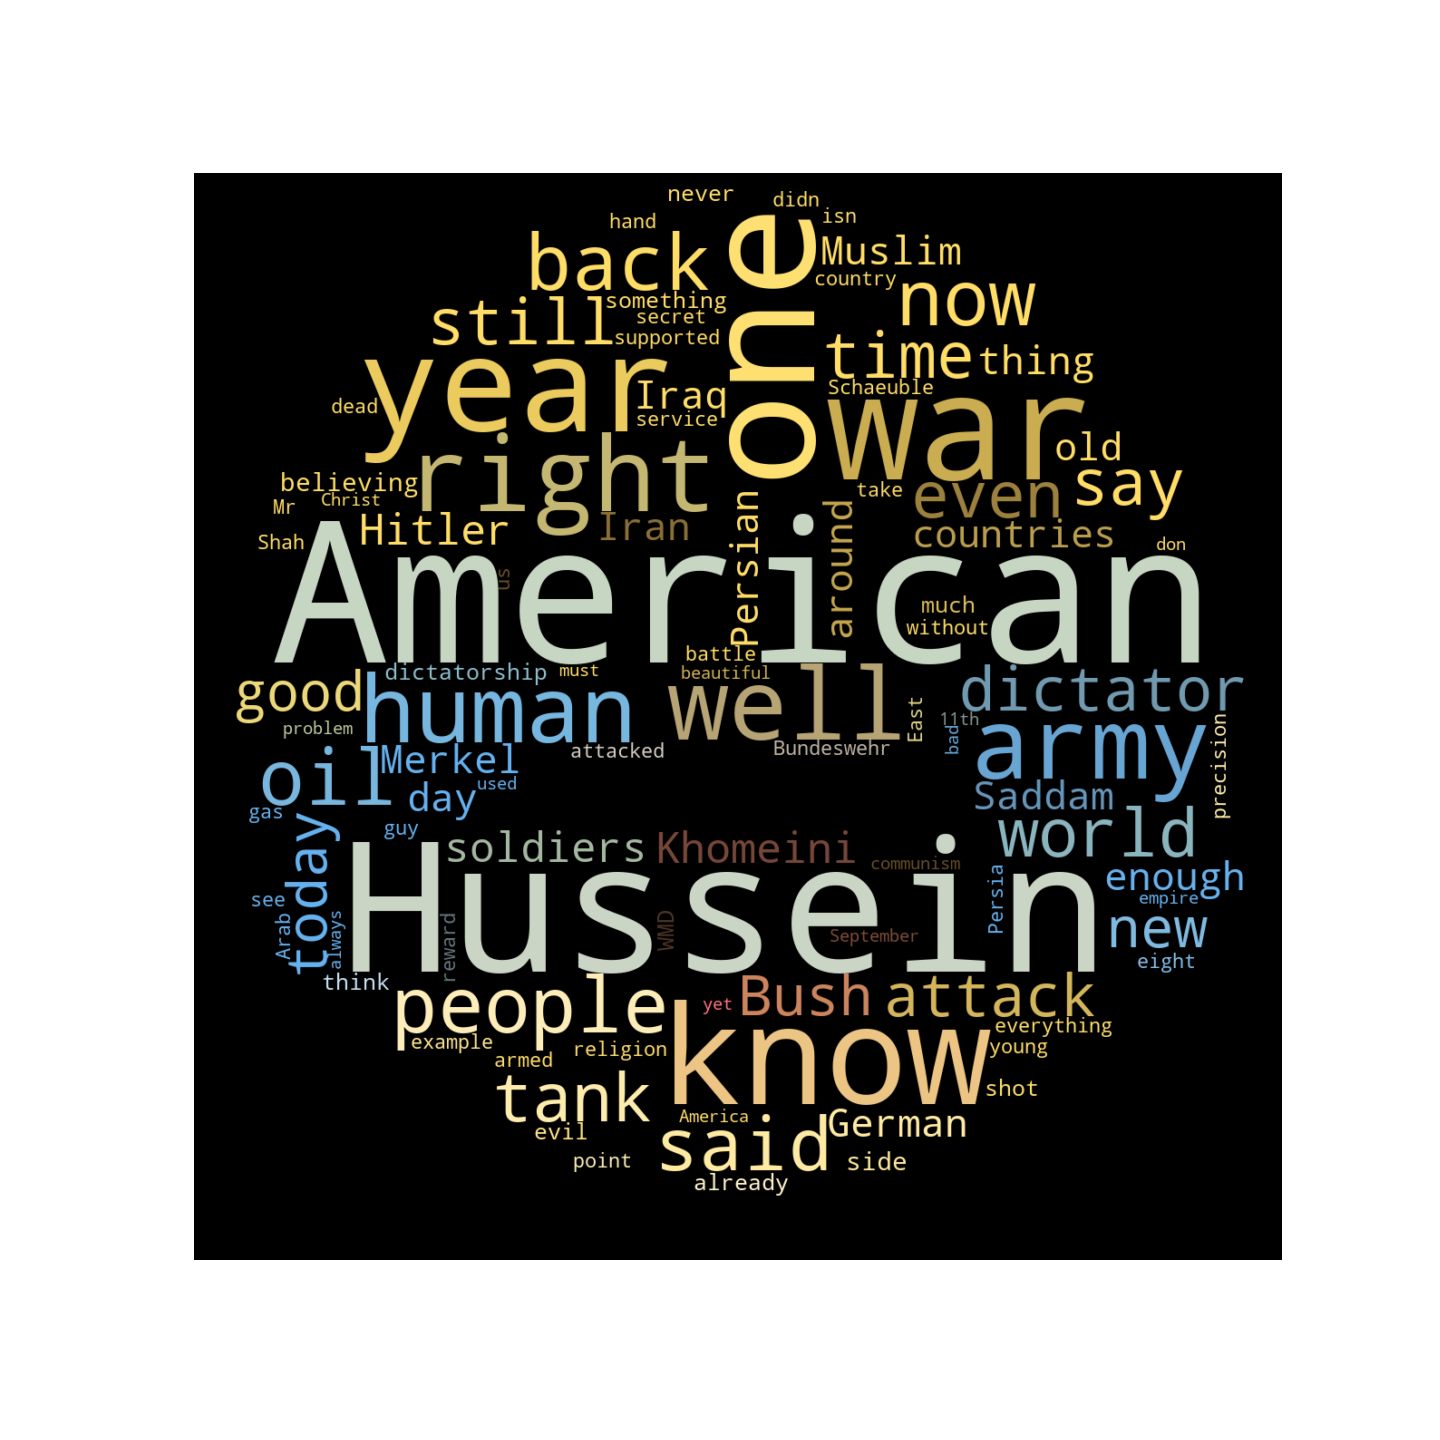 never
didn
hand
isn
one
back
Muslim
country
now
something
still
secret
supported
time
thing
year
Iraq
Schaeuble
dead
service
war
old
right
believing
Christ
Mr
take
even
say
Hitler
Iran
Persian
around
countries
Shah
don
American
us
much
without
battle
dictatorship
must
beautiful
good
human
well
dictator
East
11th
problem
attacked
Bundeswehr
bad
army
precision
oil
Merkel
used
day
Saddam
gas
guy
today
soldiers
Khomeini
communism
world
Hussein
Persia
enough
see
empire
Arab
always
reward
WMD
September
new
eight
think
people
yet
Bush
attack
know
everything
example
armed
religion
young
tank
shot
America
evil
said
German
point
side
already